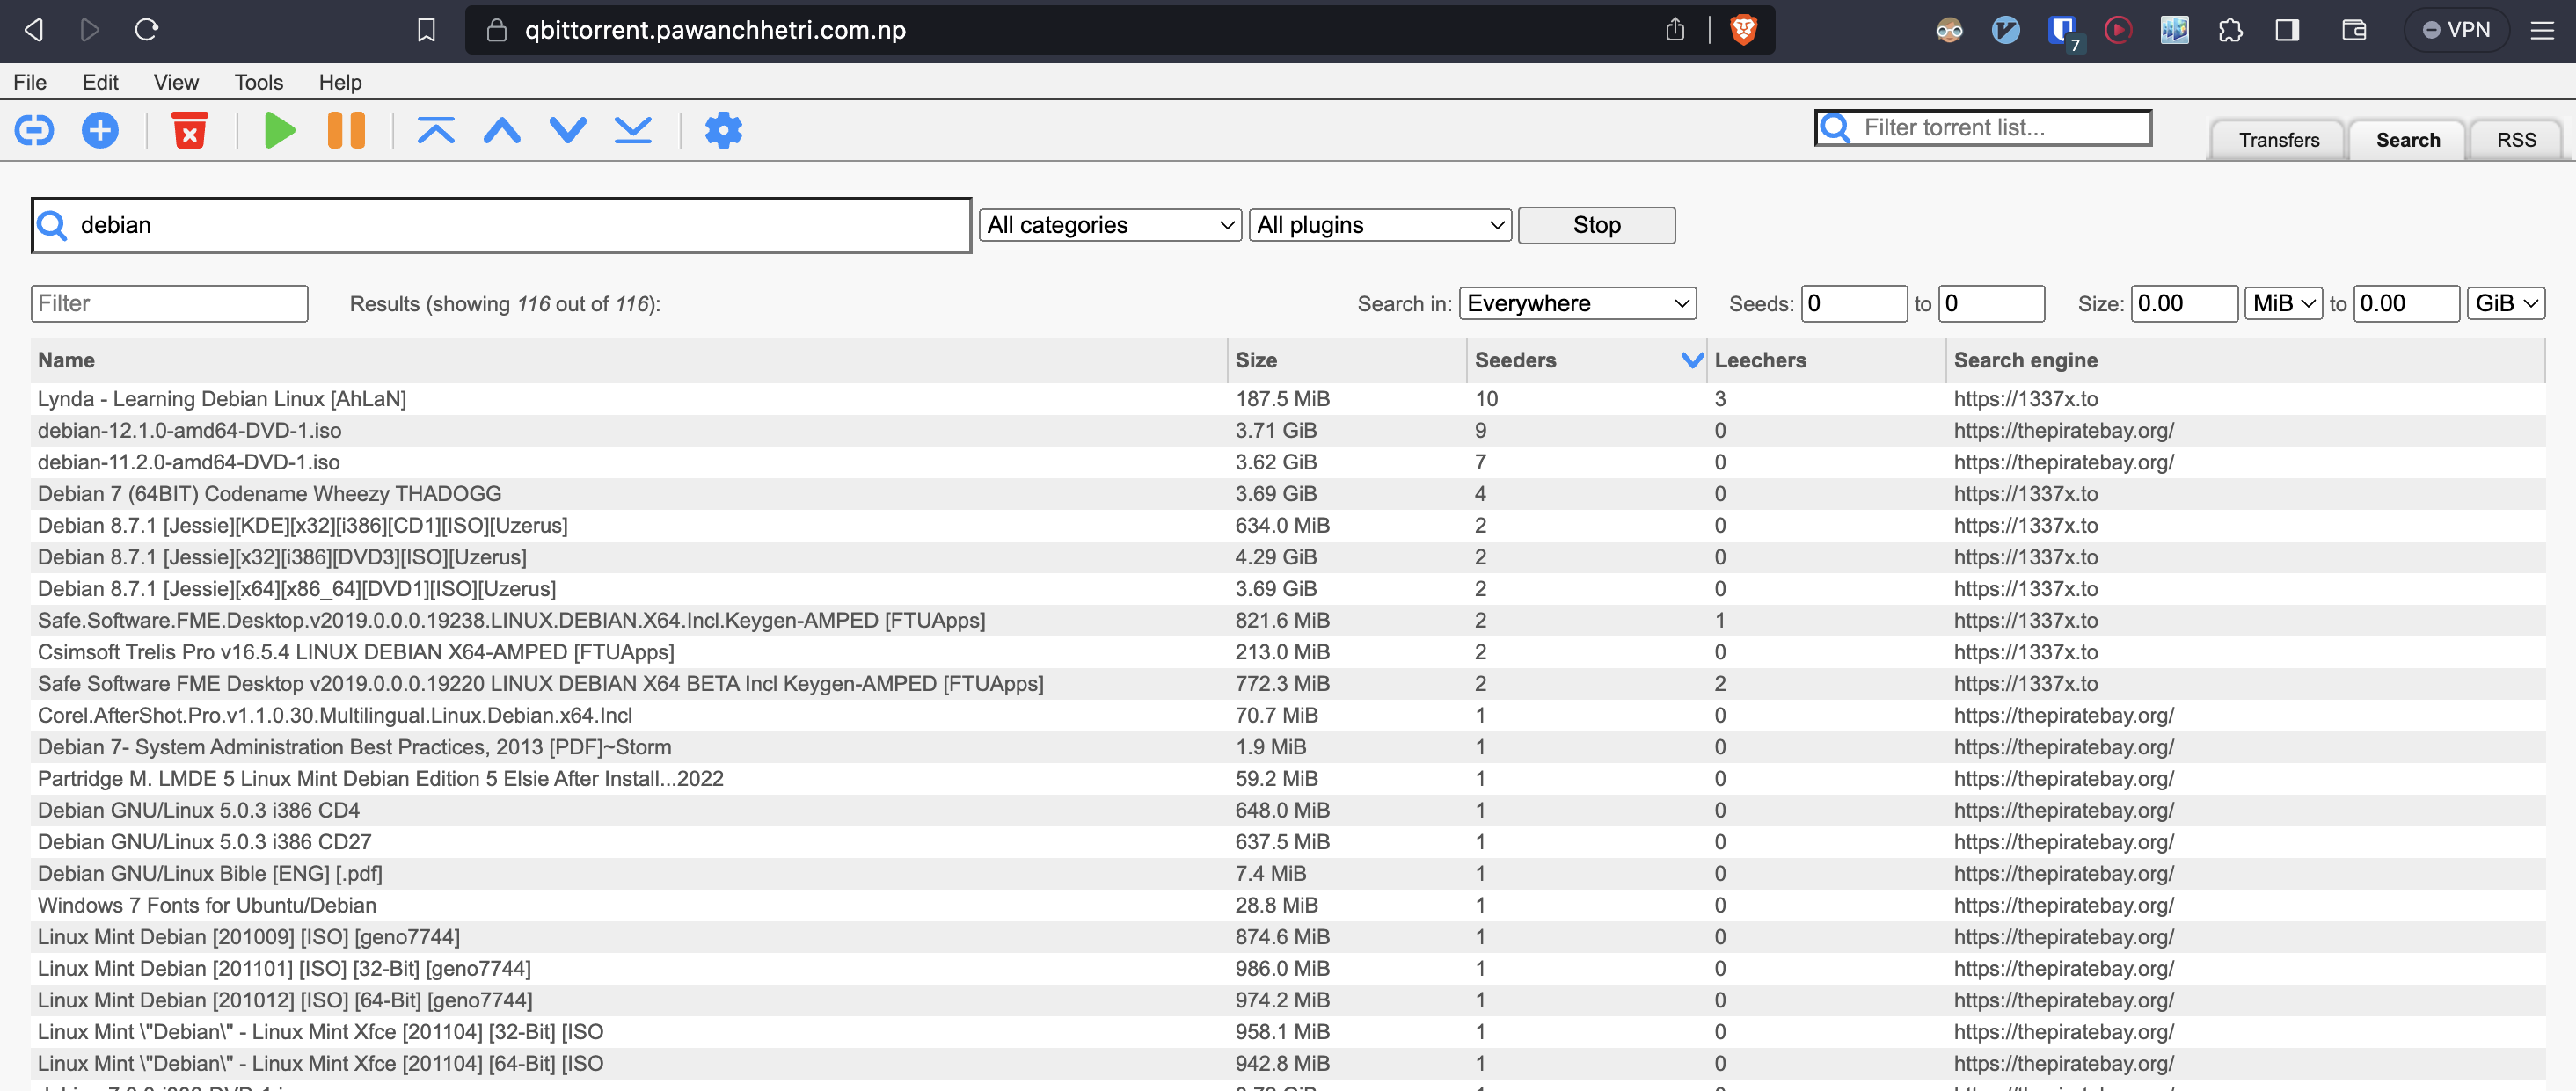 qbittorrent.pawanchhetri.com.np
7
VPN
File Edit View Tools Help
Filter torrent list...
Transfers Search RSS
debian All categories All plugins Stop
Filter Results (showing 116 out of 116): Search in: Everywhere Seeds: 0 to 0 Size: 0.00 MiB to 0.00 GiB
Name Size Seeders Leechers Search engine
Lynda - Learning Debian Linux [AhLaN] 187.5 MiB 10 3 https://1337x.to
debian-12.1.0-amd64-DVD-1.iso 3.71 GiB 9 0 https://thepiratebay.org/
debian-11.2.0-amd64-DVD-1.iso 3.62 GiB 7 0 https://thepiratebay.org/
Debian 7 (64BIT) Codename Wheezy THADOGG 3.69 GiB 4 0 https://1337x.to
Debian 8.7.1 [Jessie][KDE][x32][i386][CD1][ISO][Uzerus] 634.0 MiB 2 0 https://1337x.to
Debian 8.7.1 [Jessie][x32][i386][DVD3][ISO][Uzerus] 4.29 GiB 2 0 https://1337x.to
Debian 8.7.1 [Jessie][x64][x86_64][DVD1][ISO][Uzerus] 3.69 GiB 2 0 https://1337x.to
Safe.Software.FME.Desktop.v2019.0.0.0.19238.LINUX.DEBIAN.X64.Incl.Keygen-AMPED [FTUApps] 821.6 MiB 2 1 https://1337x.to
Csimsoft Trelis Pro v16.5.4 LINUX DEBIAN X64-AMPED [FTUApps] 213.0 MiB 2 0 https://1337x.to
Safe Software FME Desktop v2019.0.0.0.19220 LINUX DEBIAN X64 BETA Incl Keygen-AMPED [FTUApps] 772.3 MiB 2 2 https://1337x.to
Corel.AfterShot.Pro.v1.1.0.30.Multilingual.Linux.Debian.x64.Incl 70.7 MiB 1 0 https://thepiratebay.org/
Debian 7- System Administration Best Practices, 2013 [PDF]~Storm 1.9 MiB 1 0 https://thepiratebay.org/
Partridge M. LMDE 5 Linux Mint Debian Edition 5 Elsie After Install...2022 59.2 MiB 1 0 https://thepiratebay.org/
Debian GNU/Linux 5.0.3 i386 CD4 648.0 MiB 1 0 https://thepiratebay.org/
Debian GNU/Linux 5.0.3 i386 CD27 637.5 MiB 1 0 https://thepiratebay.org/
Debian GNU/Linux Bible [ENG] [.pdf] 7.4 MiB 1 0 https://thepiratebay.org/
Windows 7 Fonts for Ubuntu/Debian 28.8 MiB 1 0 https://thepiratebay.org/
Linux Mint Debian [201009] [ISO] [geno7744] 874.6 MiB 1 0 https://thepiratebay.org/
Linux Mint Debian [201101] [ISO] [32-Bit] [geno7744] 986.0 MiB 1 0 https://thepiratebay.org/
Linux Mint Debian [201012] [ISO] [64-Bit] [geno7744] 974.2 MiB 1 0 https://thepiratebay.org/
Linux Mint \"Debian\" - Linux Mint Xfce [201104] [32-Bit] [ISO 958.1 MiB 1 0 https://thepiratebay.org/
Linux Mint \"Debian\" - Linux Mint Xfce [201104] [64-Bit] [ISO 942.8 MiB 1 0 https://thepiratebay.org/